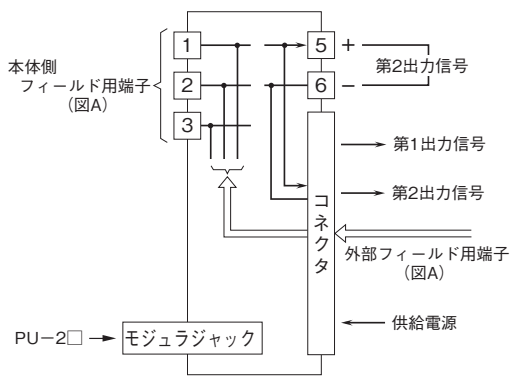 1
2
3
本体側
フィールド用端子
(図A)
5
+
6
−
第2出力信号
第1出力信号
第2出力信号
コネクタ
外部フィールド用端子
(図A)
供給電源
PU−2□
モジュラジャック